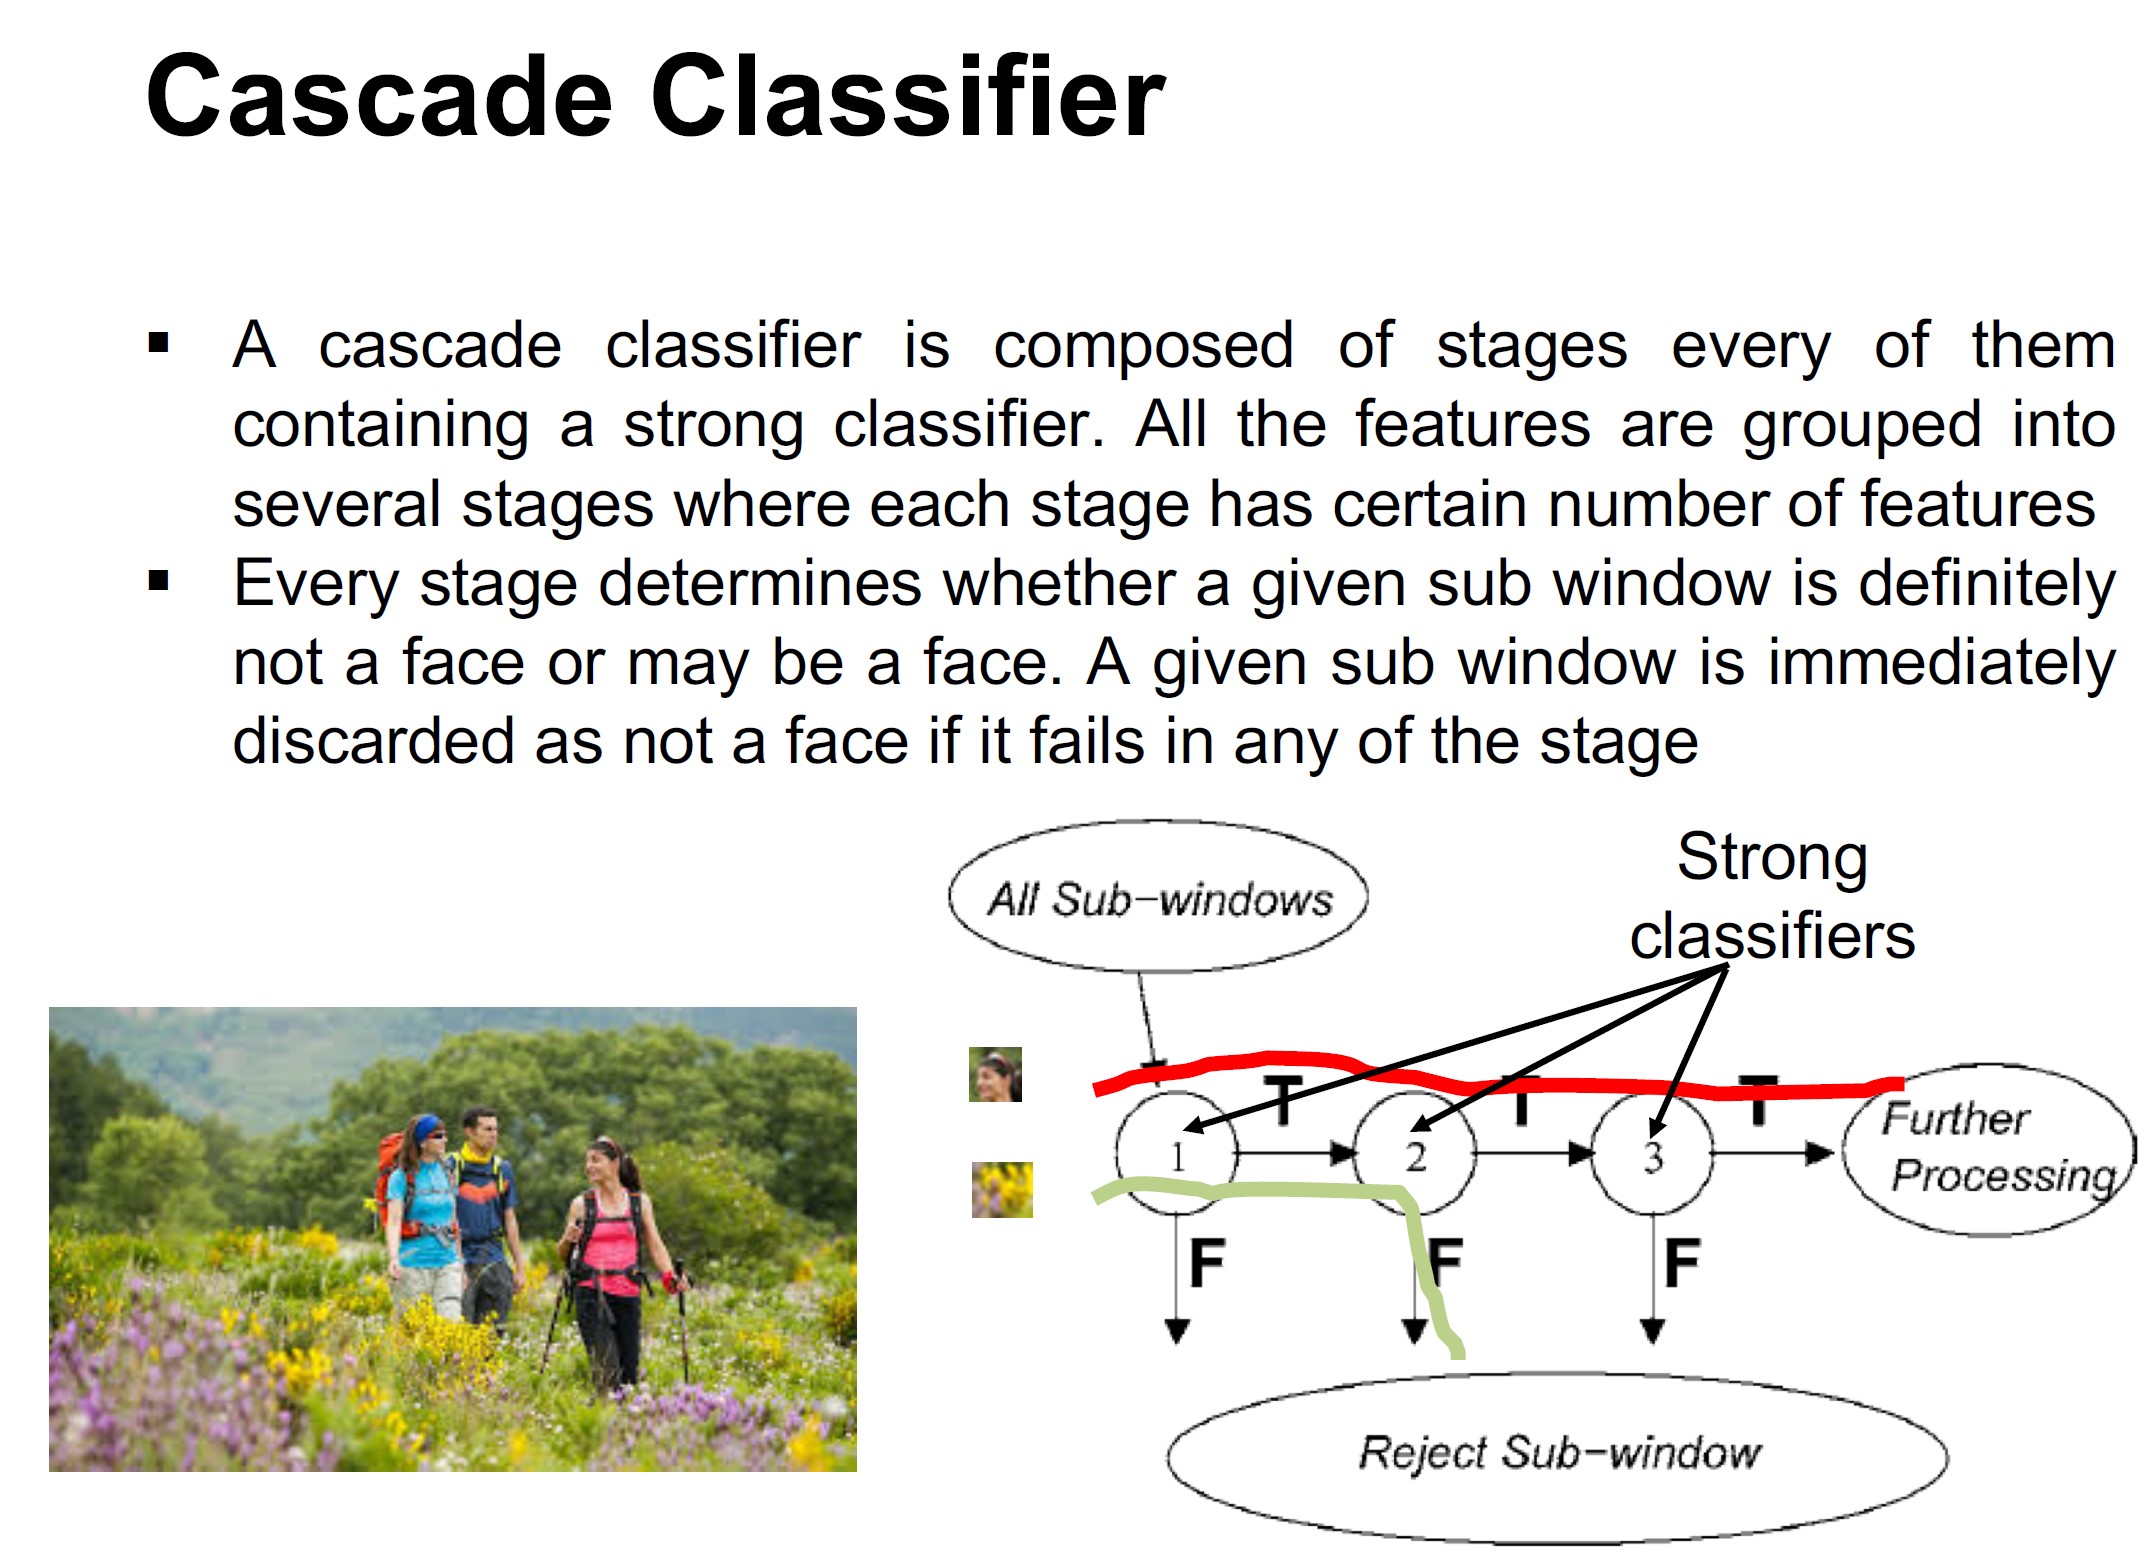 Cascade Classifier
▪ A cascade classifier is composed of stages every of them
containing a strong classifier. All the features are grouped into
several stages where each stage has certain number of features
▪ Every stage determines whether a given sub window is definitely
not a face or may be a face. A given sub window is immediately
discarded as not a face if it fails in any of the stage
Strong
classifiers
All Sub-windows
T T T
1 2 3
Further
Processing
F F F
Reject Sub-window